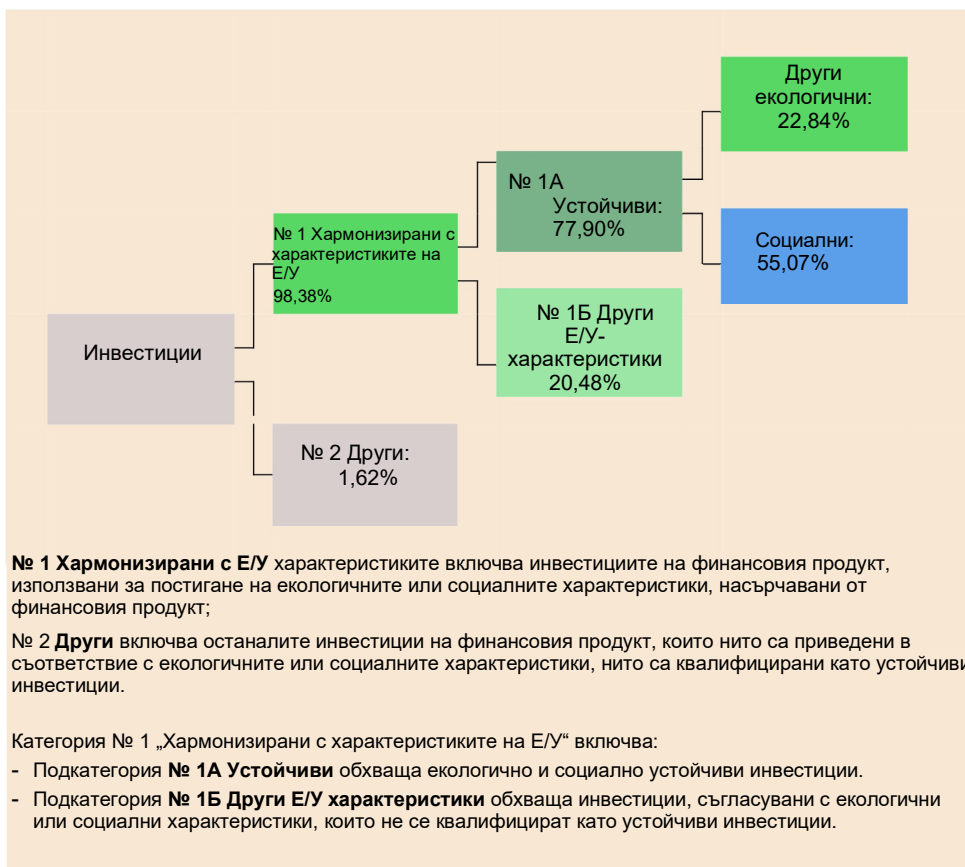 Други
екологични:
22,84%
№ 1А
Устойчиви:
77,90%
Социални:
55,07%
№ 1 Хармонизирани с
характеристиките на
Е/У
98,38%
№ 1Б Други
Е/У-
характеристики
20,48%
Инвестиции
№ 2 Други:
1,62%
№ 1 Хармонизирани с Е/У характеристиките включва инвестициите на финансовия продукт,
използвани за постигане на екологичните или социалните характеристики, насърчавани от
финансовия продукт;
№ 2 Други включва останалите инвестиции на финансовия продукт, които нито са приведени в
съответствие с екологичните или социалните характеристики, нито са квалифицирани като устойчиви
инвестиции.
Категория № 1 „Хармонизирани с характеристиките на Е/У“ включва:
- Подкатегория № 1А Устойчиви обхваща екологично и социално устойчиви инвестиции.
- Подкатегория № 1Б Други Е/У характеристики обхваща инвестиции, съгласувани с екологични
или социални характеристики, които не се квалифицират като устойчиви инвестиции.